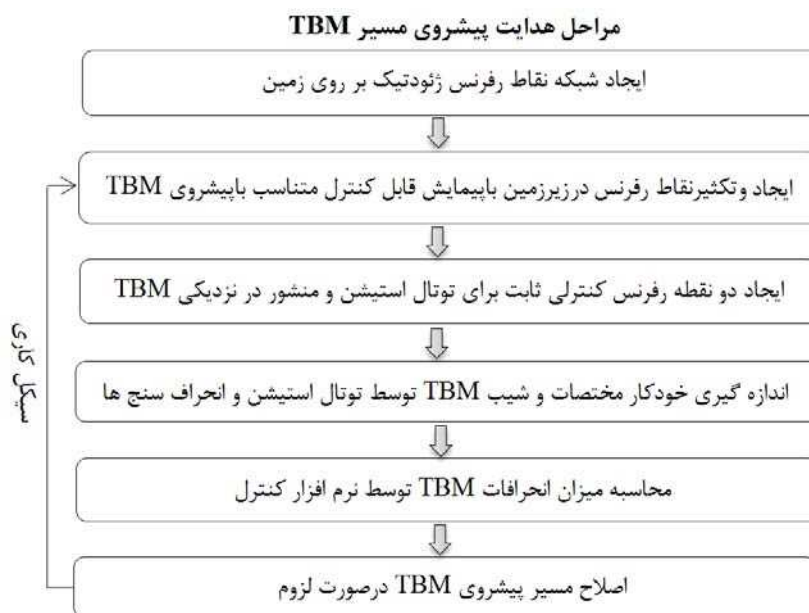 مراحل هدایت پیشروی مسیر TBM
ایجاد شبکه نقاط رفرنس ژئودتیک بر روی زمین
ایجاد وتکثیرنقاط رفرنس درزیرزمین باپیمایش قابل کنترل متناسب باپیشروی TBM
ایجاد دو نقطه رفرنس کنترلی ثابت برای توتال استیشن و منشور در نزدیکی TBM
اندازه گیری خودکار مختصات و شیب TBM توسط توتال استیشن و انحراف سنج ها
محاسبه میزان انحرافات TBM توسط نرم افزار کنترل
اصلاح مسیر پیشروی TBM درصورت لزوم
سیکل کاری